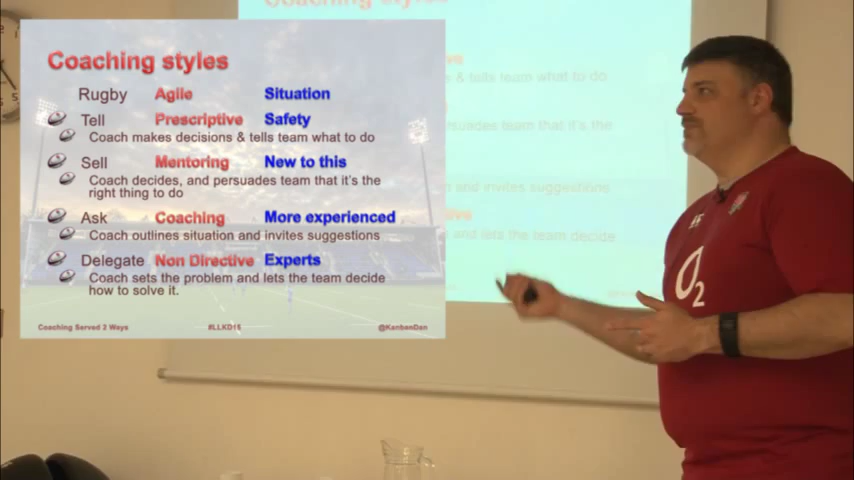 Coaching styles
Rugby Agile Situation
Tell Prescriptive Safety
Coach makes decisions & tells team what to do
Sell Mentoring New to this
Coach decides, and persuades team that it's the
right thing to do
Ask Coaching More experienced
Coach outlines situation and invites suggestions
Delegate Non Directive Experts
Coach sets the problem and lets the team decide
how to solve it.
Coaching Served 2 Ways #LLKD16 @KanbanDan
Coaching styles
& tells team what to do
that it's the
and invites suggestions
and lets the team decide
O2